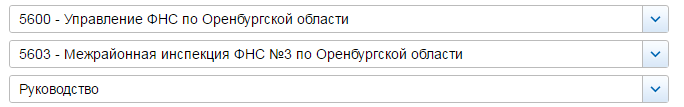 5600 - Управление ФНС по Оренбургской области
5603 - Межрайонная инспекция ФНС №3 по Оренбургской области
Руководство